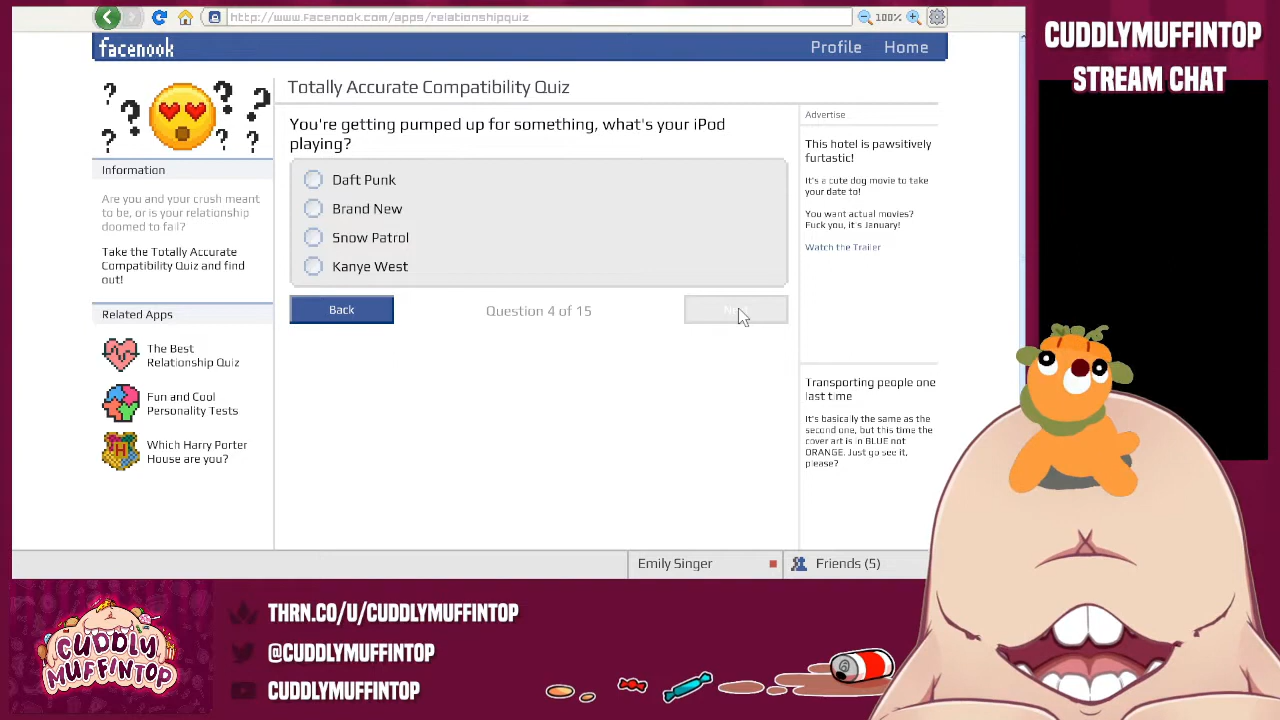 http://www.Facenook.com/apps/relationshipquiz
100%
facenook
Profile
Home
Totally Accurate Compatibility Quiz
You're getting pumped up for something, what's your iPod
playing?
Daft Punk
Brand New
Snow Patrol
Kanye West
Back
Question 4 of 15
Information
Are you and your crush meant
to be, or is your relationship
doomed to fail?
Take the Totally Accurate
Compatibility Quiz and find
out!
Related Apps
The Best
Relationship Quiz
Fun and Cool
Personality Tests
H
Which Harry Porter
House are you?
Advertise
This hotel is pawsitively
furtastic!
It's a cute dog movie to take
your date to!
You want actual movies?
Fuck you, it's January!
Watch the Trailer
Transporting people one
last time
It's basically the same as the
second one, but this time the
cover art is in BLUE not
ORANGE. Just go see it,
please?
Emily Singer
Friends (5)
CUDDLYMUFFINTOP
STREAM CHAT
CUDDLY
MUFFINTOP
THRN.CO/U/CUDDLYMUFFINTOP
@CUDDLYMUFFINTOP
CUDDLYMUFFINTOP